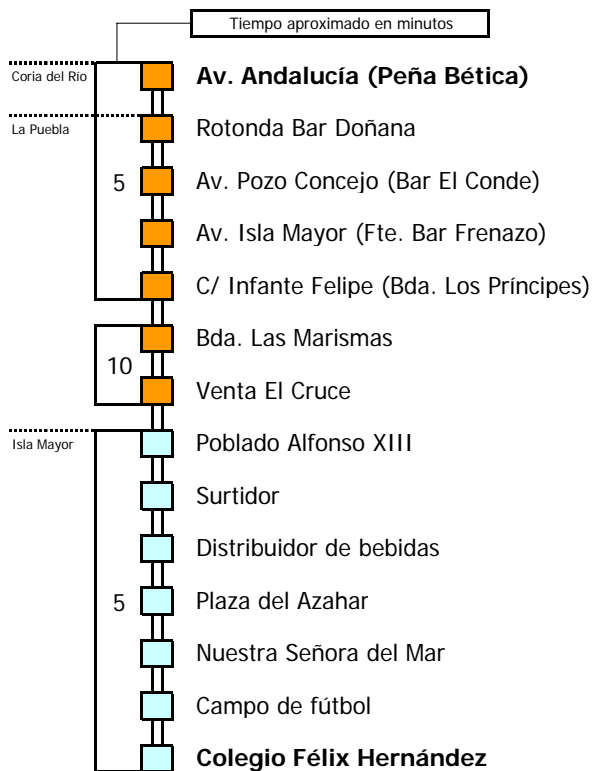 Tiempo aproximado en minutos
Coria del Río
Av. Andalucía (Peña Bética)
La Puebla
Rotonda Bar Doñana
5
Av. Pozo Concejo (Bar El Conde)
Av. Isla Mayor (Fte. Bar Frenazo)
C/ Infante Felipe (Bda. Los Príncipes)
Bda. Las Marismas
10
Venta El Cruce
Isla Mayor
Poblado Alfonso XIII
Surtidor
Distribuidor de bebidas
5
Plaza del Azahar
Nuestra Señora del Mar
Campo de fútbol
Colegio Félix Hernández